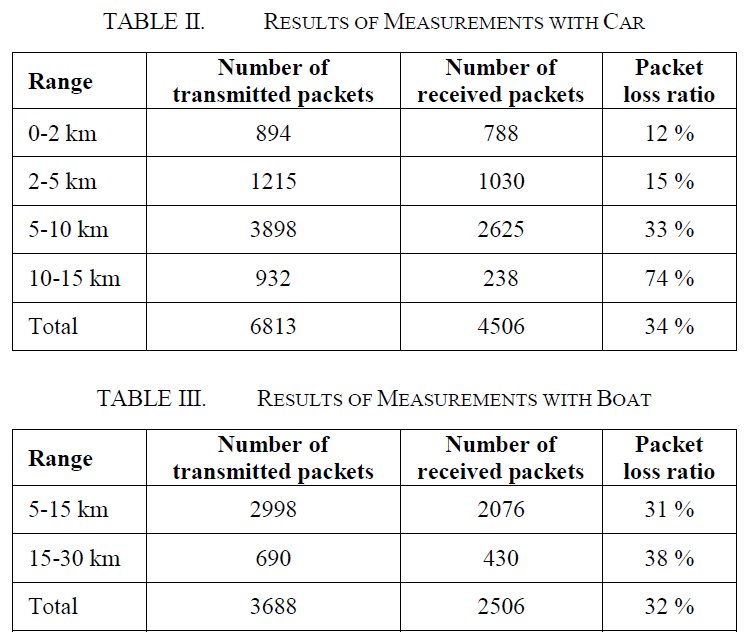 TABLE II. RESULTS OF MEASUREMENTS WITH CAR
Range Number of transmitted packets Number of received packets Packet loss ratio
0-2 km 894 788 12 %
2-5 km 1215 1030 15 %
5-10 km 3898 2625 33 %
10-15 km 932 238 74 %
Total 6813 4506 34 %
TABLE III. RESULTS OF MEASUREMENTS WITH BOAT
Range Number of transmitted packets Number of received packets Packet loss ratio
5-15 km 2998 2076 31 %
15-30 km 690 430 38 %
Total 3688 2506 32 %